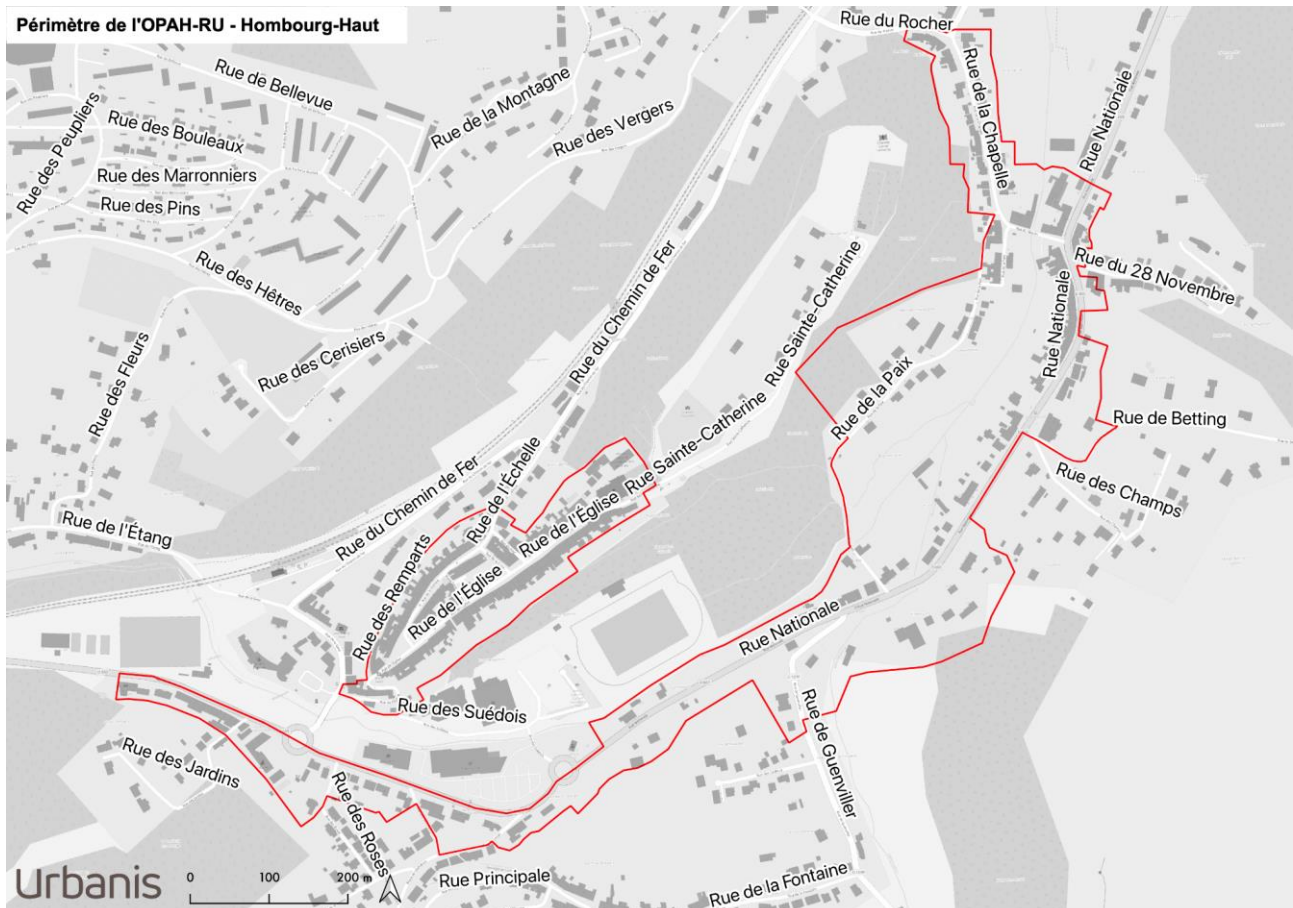 Périmètre de l'OPAH-RU - Hombourg-Haut
Rue du Rocher
Rue de Bellevue
Rue de la Montagne
Rue des Vergers
Rue des Peupliers
Rue des Bouleaux
Rue des Marronniers
Rue des Pins
Rue des Hêtres
Rue des Cerisiers
Rue des Fleurs
Rue de l'Étang
Rue du Chemin de Fer
Rue du Chemin de Fer
Rue Sainte-Catherine
Rue Sainte-Catherine
Rue de la Chapelle
Rue Nationale
Rue du 28 Novembre
Rue Nationale
Rue de la Paix
Rue de Betting
Rue des Champs
Rue de l'Échelle
Rue de l'Église
Rue de l'Église
Rue des Remparts
Rue Nationale
Rue des Suédois
Rue des Jardins
Rue des Roses
Rue de Guenviller
Rue Principale
Rue de la Fontaine
Urbanis
0 100 200 m